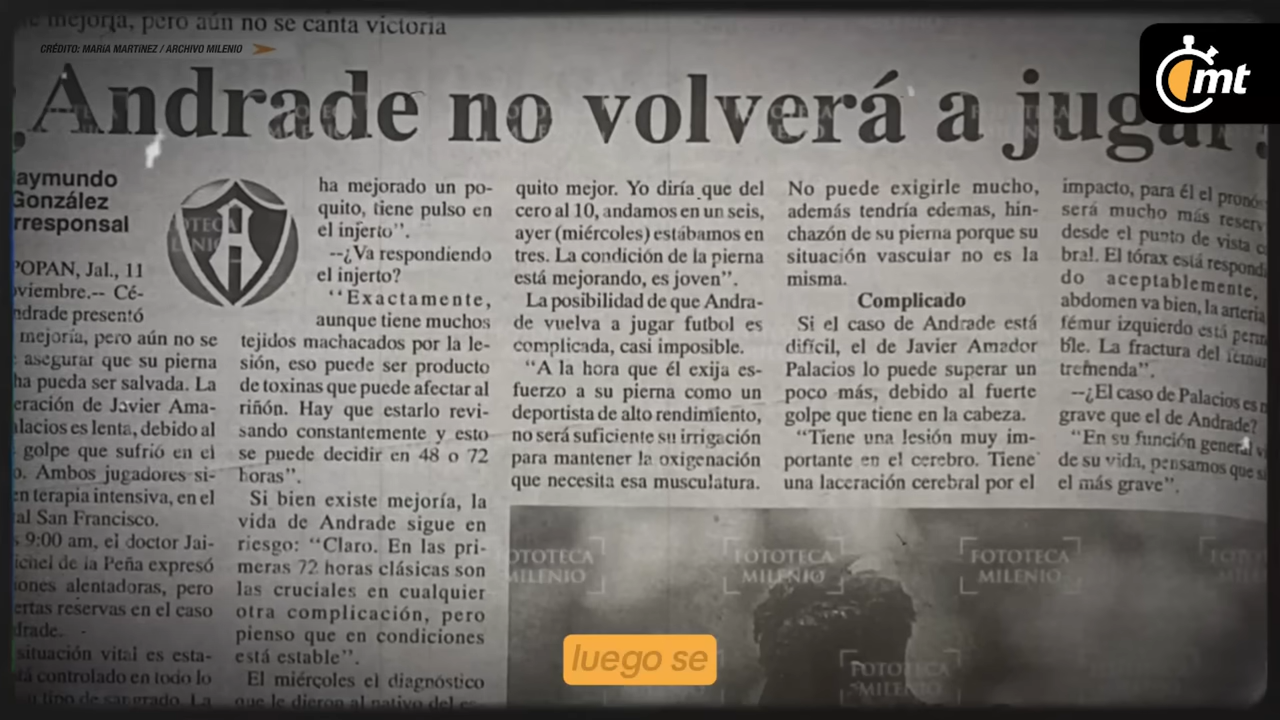 mejoría, pero aún no se canta victoria
CRÉDITO: MARÍA MARTÍNEZ / ARCHIVO MILENIO
mt
¿Andrade no volverá a jugar?
aymundo
González
rresponsal
POPAN, Jal., 11
viembre.-- Cé-
ndrade presentó
mejoría, pero aún no se
asegurar que su pierna
ha pueda ser salvada. La
eración de Javier Ama-
alacios es lenta, debido al
golpe que sufrió en el
o. Ambos jugadores si-
en terapia intensiva, en el
al San Francisco.
9:00 am, el doctor Jai-
ichel de la Peña expresó
iones alentadoras, pero
ertas reservas en el caso
drade.
situación vital es esta-
tá controlado en todo lo
un tipo de sangrado. La
ha mejorado un po-
quito, tiene pulso en
el injerto”.
--¿Va respondiendo
el injerto?
“Exactamente,
aunque tiene muchos
tejidos machacados por la le-
sión, eso puede ser producto
de toxinas que puede afectar al
riñón. Hay que estarlo revi-
sando constantemente y esto
se puede decidir en 48 o 72
horas”.
Si bien existe mejoría, la
vida de Andrade sigue en
riesgo: “Claro. En las pri-
meras 72 horas clásicas son
las cruciales en cualquier
otra complicación, pero
pienso que en condiciones
está estable”.
El miércoles el diagnóstico
que le dieron al nativo del es-
quito mejor. Yo diría que del
cero al 10, andamos en un seis,
ayer (miércoles) estábamos en
tres. La condición de la pierna
está mejorando, es joven”.
La posibilidad de que Andra-
de vuelva a jugar futbol es
complicada, casi imposible.
“A la hora que él exija es-
fuerzo a su pierna como un
deportista de alto rendimiento,
no será suficiente su irrigación
para mantener la oxigenación
que necesita esa musculatura.
No puede exigirle mucho,
además tendría edemas, hin-
chazón de su pierna porque su
situación vascular no es la
misma.
Complicado
Si el caso de Andrade está
difícil, el de Javier Amador
Palacios lo puede superar un
poco más, debido al fuerte
golpe que tiene en la cabeza.
“Tiene una lesión muy im-
portante en el cerebro. Tiene
una laceración cerebral por el
impacto, para él el pronós
será mucho más reserv
desde el punto de vista c
bral. El tórax está respond
do aceptablemente,
abdomen va bien, la arteria
fémur izquierdo está perm
ble. La fractura del fémur
tremenda”.
--¿El caso de Palacios es m
grave que el de Andrade?
“En su función general y
de su vida, pensamos que si
el más grave”.
FOTOTECA
MILENIO
FOTOTECA
MILENIO
FOTOTECA
MILENIO
FOTOTECA
MILENIO
luego se